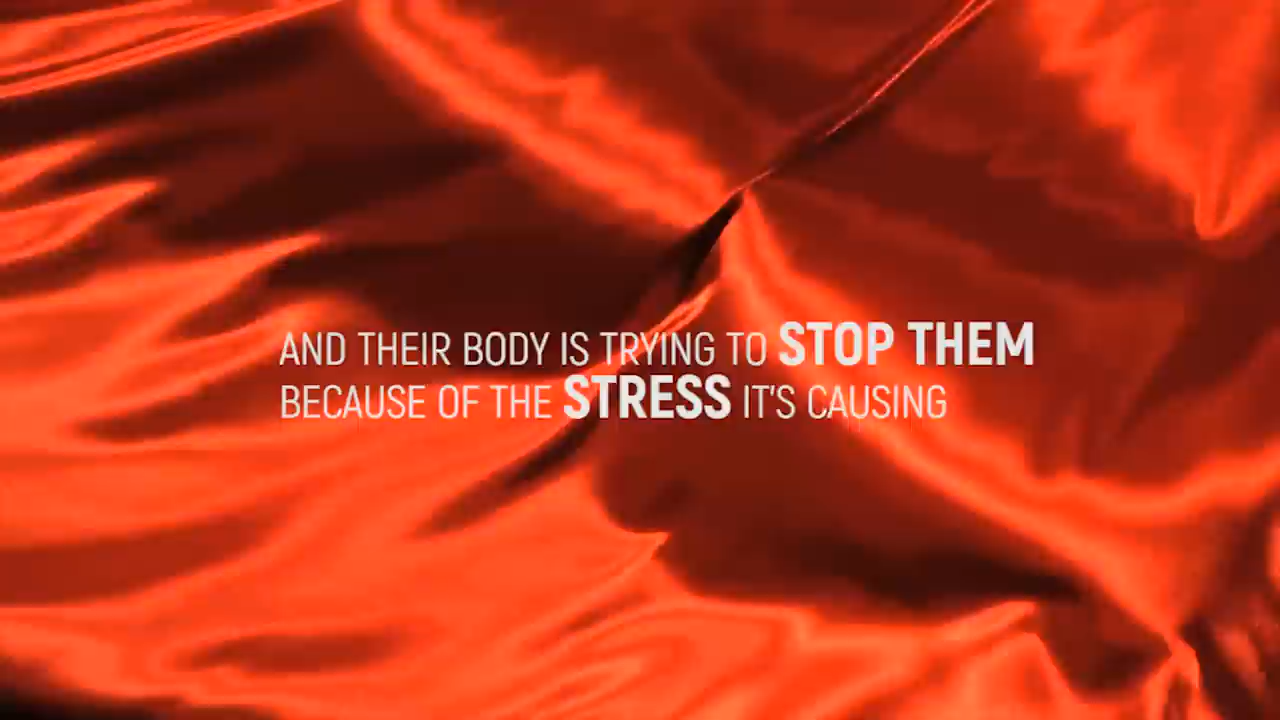 AND THEIR BODY IS TRYING TO STOP THEM
BECAUSE OF THE STRESS IT'S CAUSING